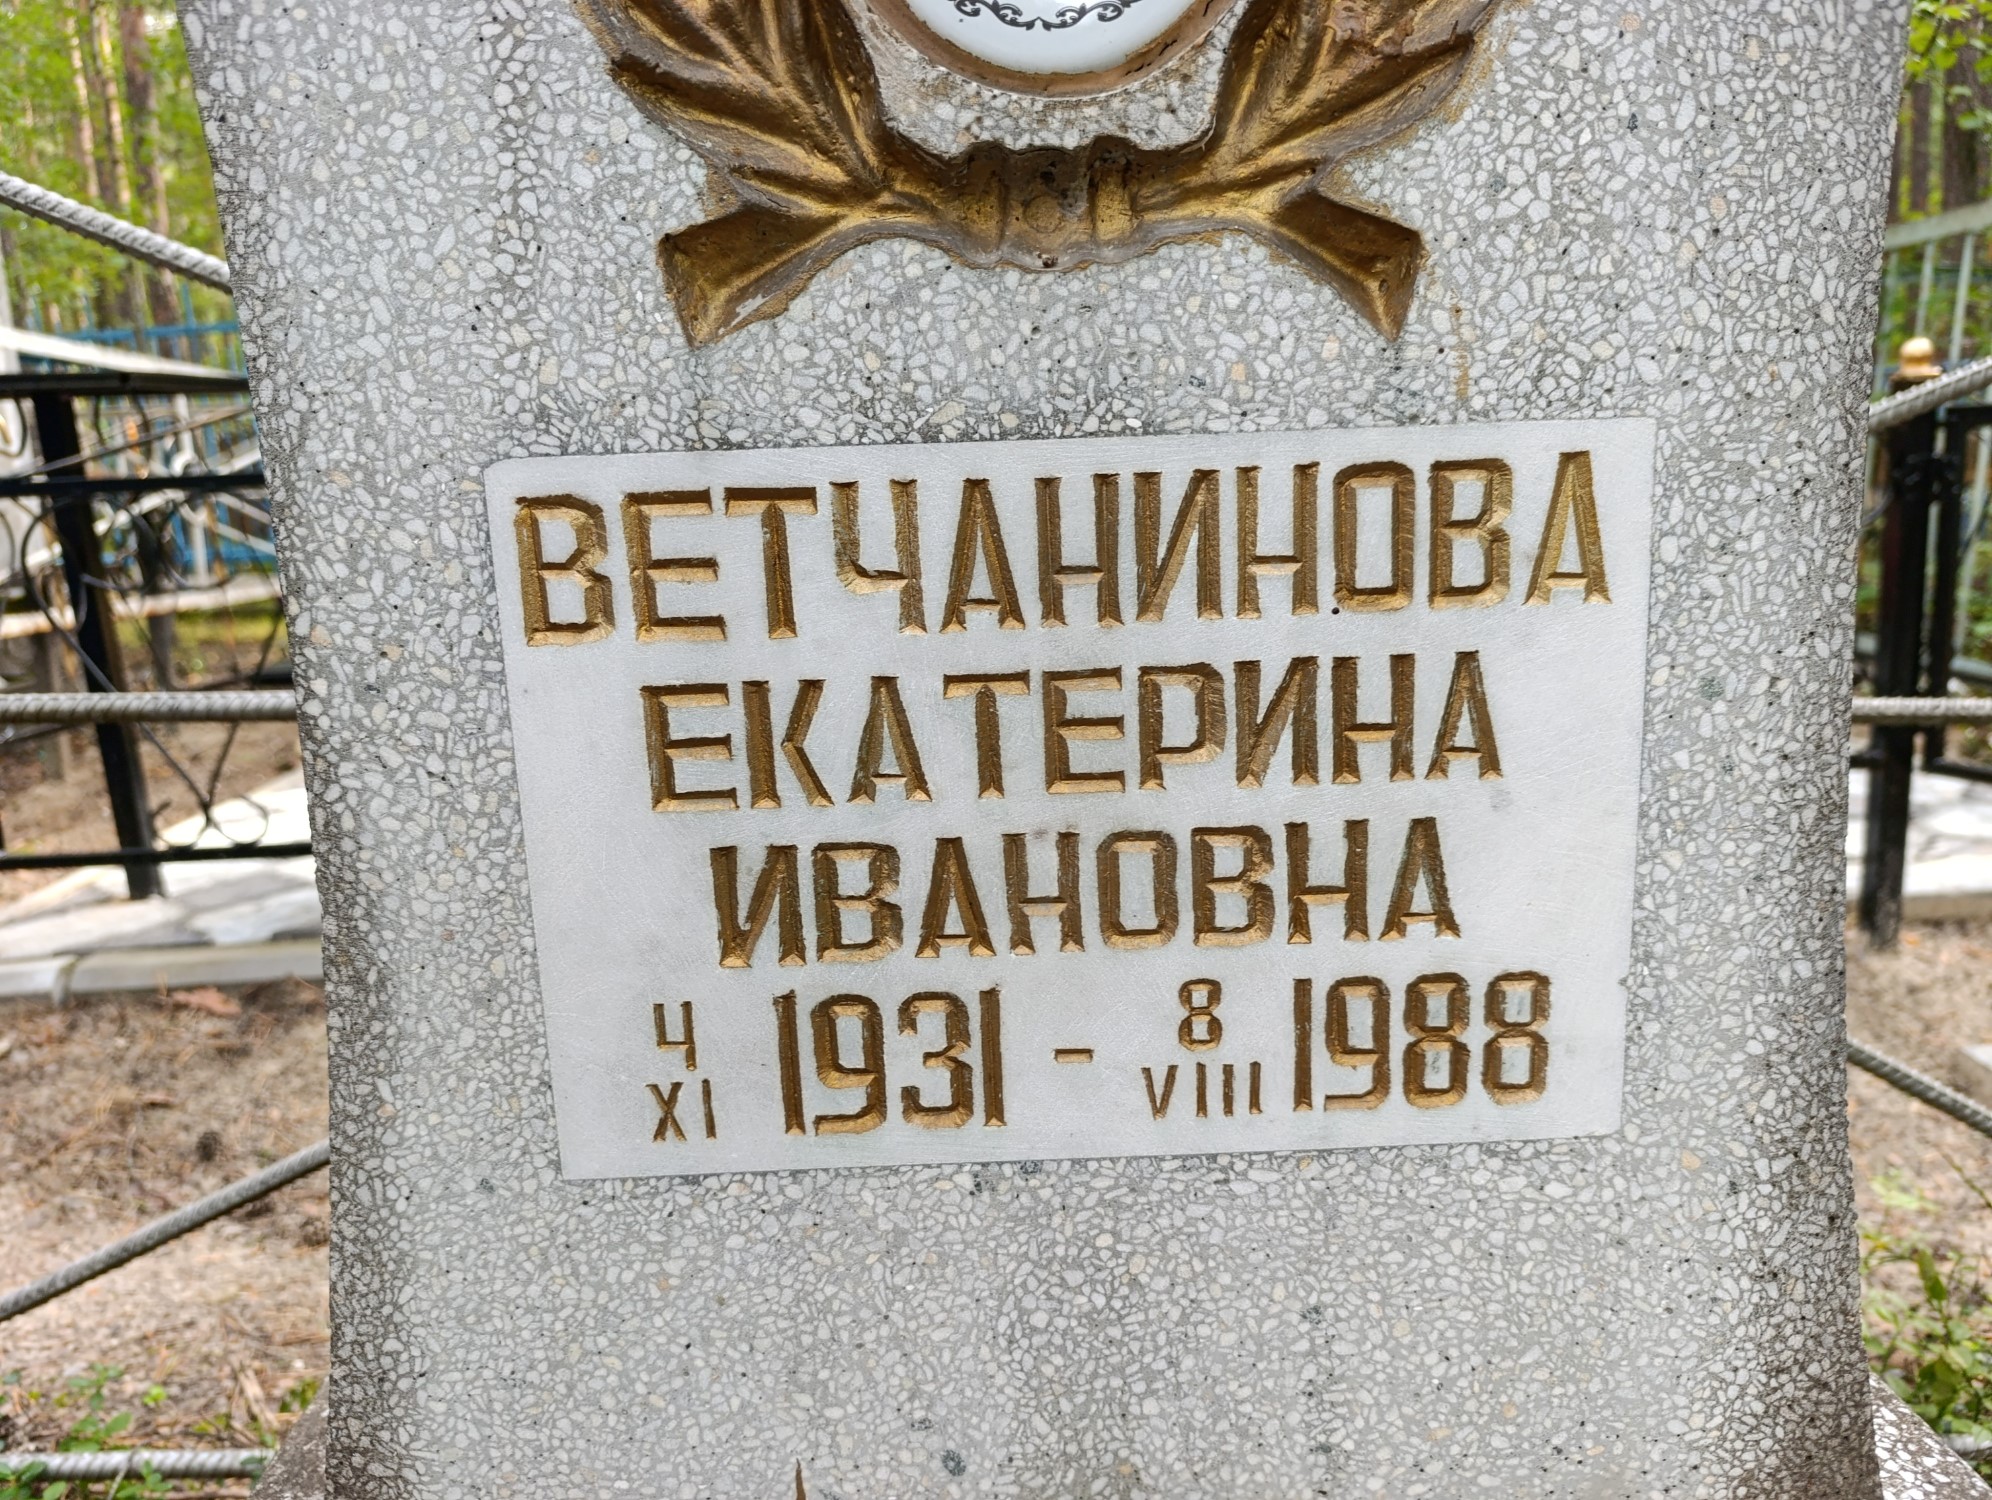 ВЕТЧАНИНОВА
ЕКАТЕРИНА
ИВАНОВНА
4 XI 1931 - 8 VIII 1988